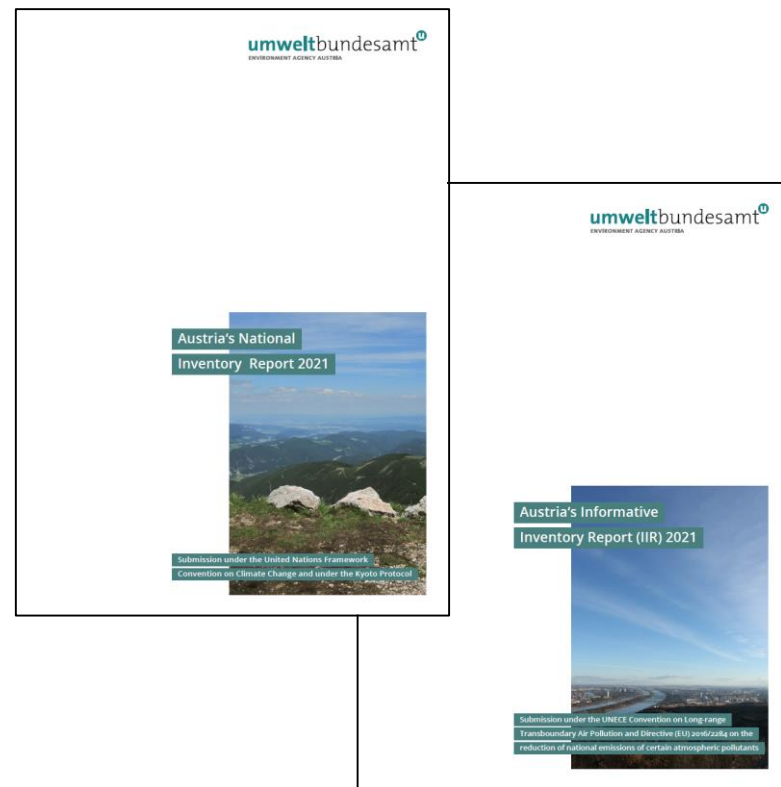 umweltbundesamt
ENVIRONMENT AGENCY AUSTRIA
Austria's National
Inventory Report 2021
Submission under the United Nations Framework
Convention on Climate Change and under the Kyoto Protocol
umweltbundesamt
ENVIRONMENT AGENCY AUSTRIA
Austria's Informative
Inventory Report (IIR) 2021
Submission under the UNECE Convention on Long-range
Transboundary Air Pollution and Directive (EU) 2016/2284 on the
reduction of national emissions of certain atmospheric pollutants